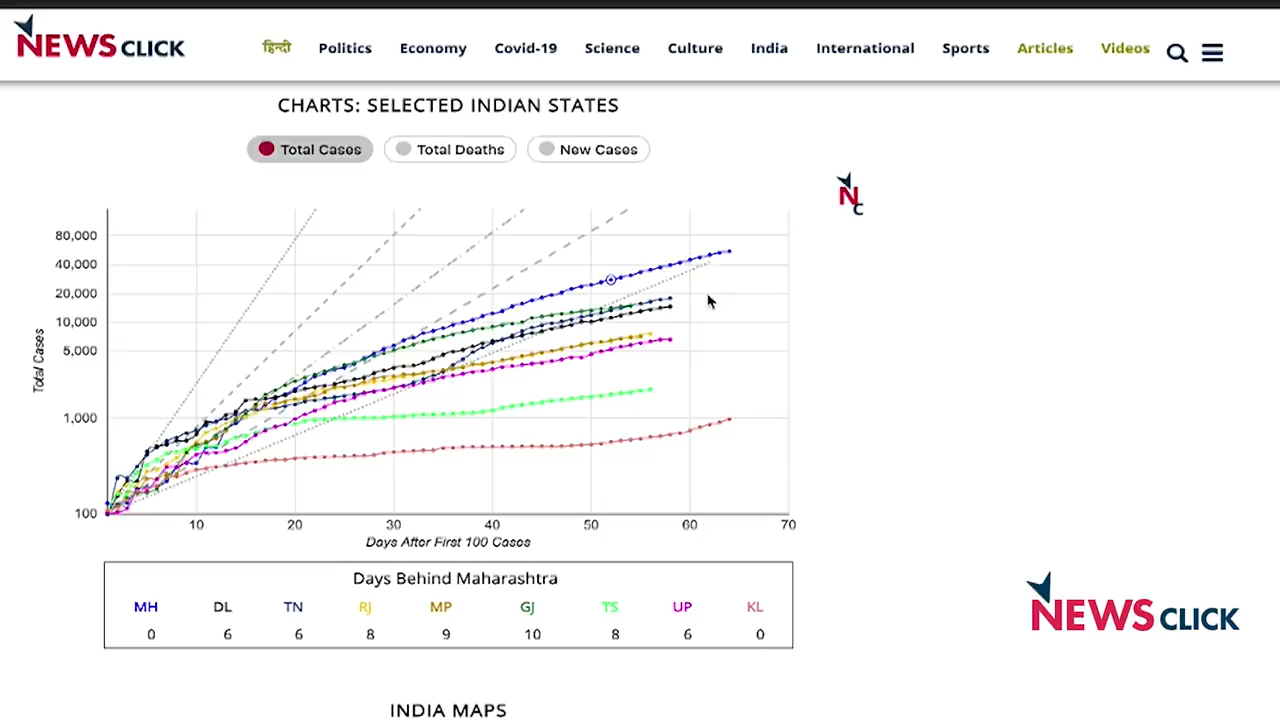 NEWS CLICK
हिन्दी Politics Economy Covid-19 Science Culture India International Sports Articles Videos
CHARTS: SELECTED INDIAN STATES
Total Cases Total Deaths New Cases
NC
80,000
40,000
20,000
10,000
5,000
1,000
100
Total Cases
10 20 30 40 50 60 70
Days After First 100 Cases
Days Behind Maharashtra
MH DL TN RJ MP GJ TS UP KL
0 6 6 8 9 10 8 6 0
NEWS CLICK
INDIA MAPS